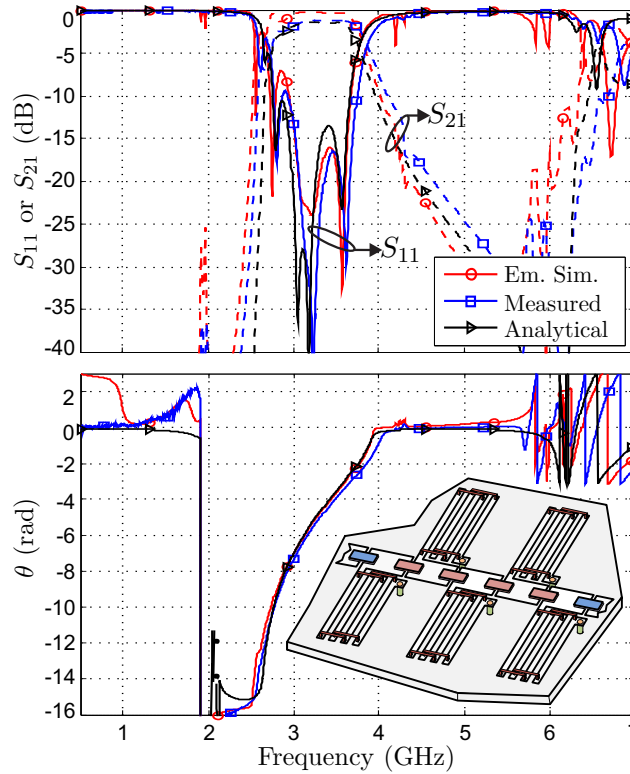 0
-5
-10
-15
-20
-25
-30
-35
-40
S11 or S21 (dB)
S21
S11
Em. Sim.
Measured
Analytical
2
0
-2
-4
-6
-8
-10
-12
-14
-16
θ (rad)
1 2 3 4 5 6
Frequency (GHz)